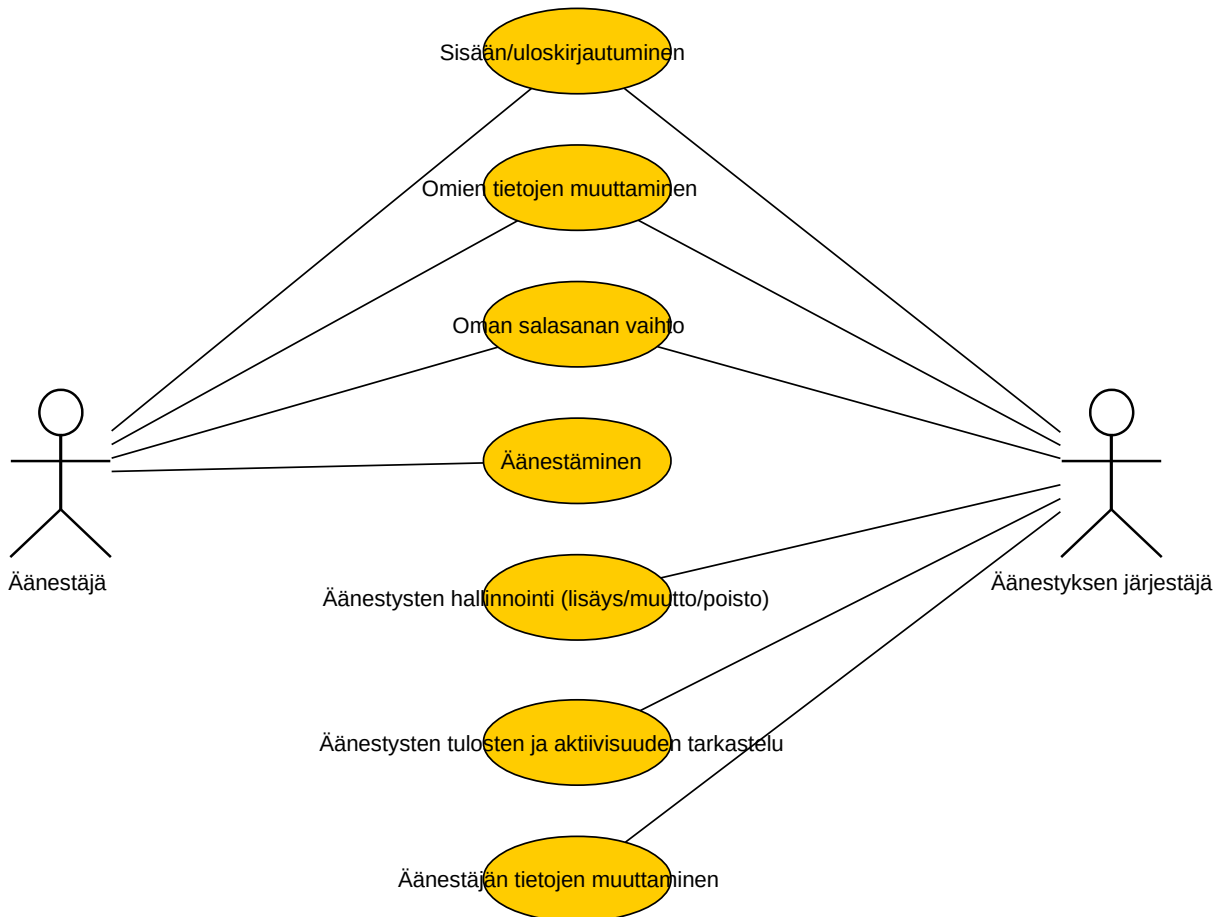 Sisään/uloskirjautuminen
Omien tietojen muuttaminen
Oman salasanan vaihto
Äänestäminen
Äänestäjä
Äänestyksen järjestäjä
Äänestysten hallinnointi (lisäys/muutto/poisto)
Äänestysten tulosten ja aktiivisuuden tarkastelu
Äänestäjän tietojen muuttaminen